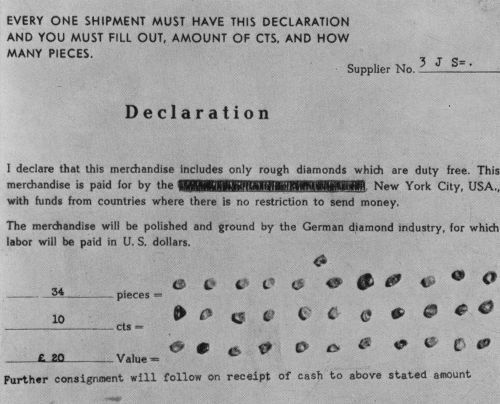 EVERY ONE SHIPMENT MUST HAVE THIS DECLARATION
AND YOU MUST FILL OUT, AMOUNT OF CTS. AND HOW
MANY PIECES.
Supplier No. 3 J S=.
Declaration
I declare that this merchandise includes only rough diamonds which are duty free. This
merchandise is paid for by the New York City, USA.,
with funds from countries where there is no restriction to send money.
The merchandise will be polished and ground by the German diamond industry, for which
labor will be paid in U. S. dollars.
34 pieces =
10 cts =
£ 20 Value =
Further consignment will follow on receipt of cash to above stated amount